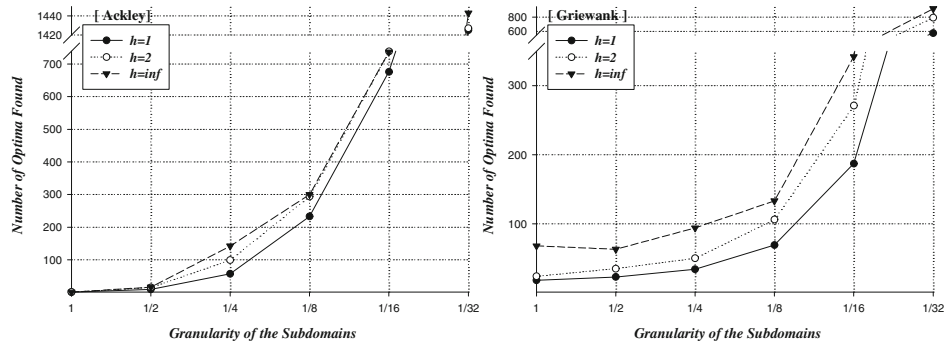 [ Ackley]
1440
1420
700
600
500
400
300
200
100
h=1
h=2
h=inf
Number of Optima Found
1 1/2 1/4 1/8 1/16 1/32
Granularity of the Subdomains
[ Griewank ]
800
600
300
200
100
h=1
h=2
h=inf
Number of Optima Found
1 1/2 1/4 1/8 1/16 1/32
Granularity of the Subdomains